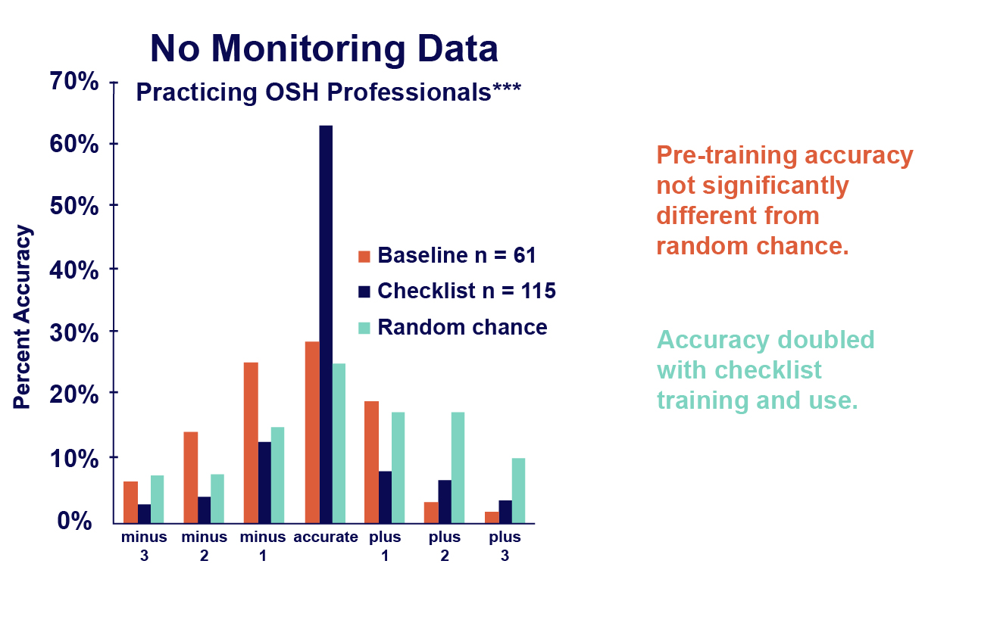 No Monitoring Data
Practicing OSH Professionals***
70%
60%
50%
40%
30%
20%
10%
0%
Percent Accuracy
Baseline n = 61
Checklist n = 115
Random chance
minus minus minus accurate plus plus plus
3 2 1 1 2 3
Pre-training accuracy
not significantly
different from
random chance.
Accuracy doubled
with checklist
training and use.